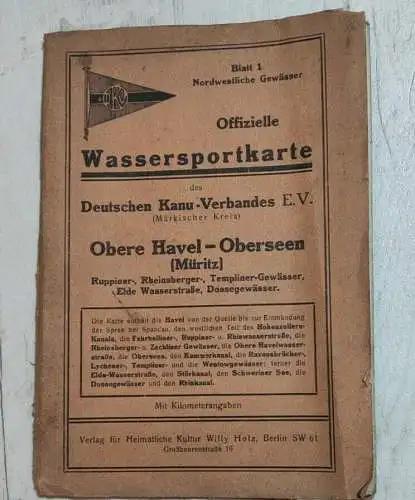 DKV
Blatt 1
Nordwestliche Gewässer
Offizielle
Wassersportkarte
des
Deutschen Kanu-Verbandes E.V.
(Märkischer Kreis)
Obere Havel – Oberseen
(Müritz)
Ruppiner-, Rheinsberger-, Templiner-Gewässer,
Elde Wasserstraße, Dossegewässer.
Die Karte enthält die Havel von der Quelle bis zur Einmündung
der Spree bei Spandau, den westlichen Teil des Hohenzollern-
Kanals, die Fehrbelliner-, Ruppiner- u. Rhinwasserstraße, die
Rheinsberger- u. Zechliner Gewässer, die Obere Havelwasser-
straße, die Oberseen, den Kammerkanal, die Havensbrücker-,
Lychener-, Templiner- und die Wentowgewässer; ferner die
Elde-Wasserstraße, den Störkanal, den Schweriner See, die
Dossegewässer und den Rhinkanal.
Mit Kilometerangaben
Verlag für Heimatliche Kultur Willy Holz, Berlin SW 61
Großbeerenstraße 16